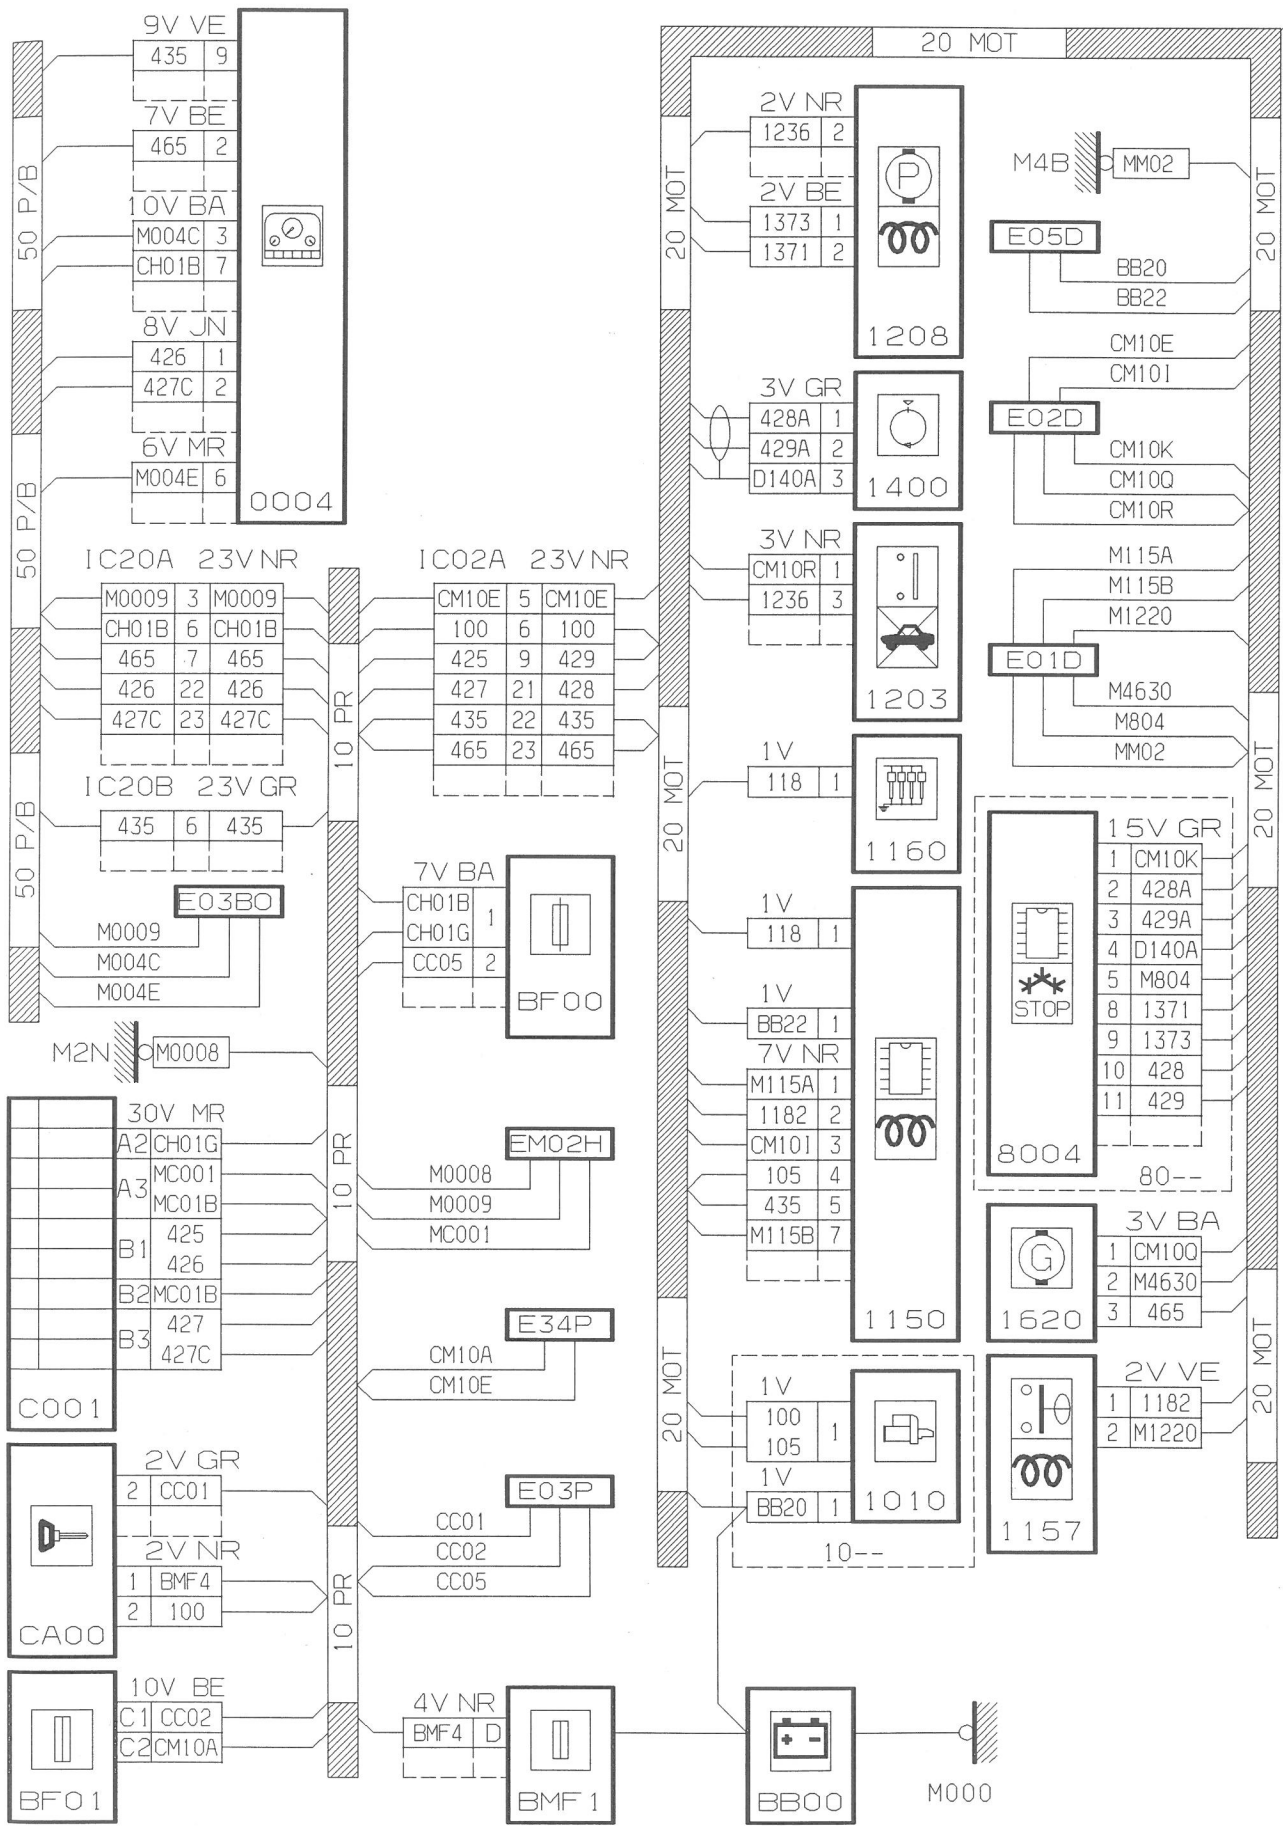 9V VE
435 9
7V BE
465 2
10V BA
M004C 3
CH01B 7
8V JN
426 1
427C 2
6V MR
M004E 6
0004
50 P/B
50 P/B
50 P/B
IC20A 23V NR
M0009 3 M0009
CH01B 6 CH01B
465 7 465
426 22 426
427C 23 427C
IC20B 23V GR
435 6 435
E03B0
M0009
M004C
M004E
M2N
M0008
30V MR
A2 CH01G
A3 MC001
MC01B
B1 425
426
B2 MC01B
B3 427
427C
C001
2V GR
2 CC01
2V NR
1 BMF4
2 100
CA00
10V BE
C1 CC02
C2 CM10A
BF01
10 PR
10 PR
10 PR
IC02A 23V NR
CM10E 5 CM10E
100 6 100
425 9 429
427 21 428
435 22 435
465 23 465
7V BA
CH01B
CH01G 1
CC05 2
BF00
EM02H
M0008
M0009
MC001
E34P
CM10A
CM10E
E03P
CC01
CC02
CC05
4V NR
BMF4 D
BMF1
BB00
+ -
M000
20 MOT
20 MOT
20 MOT
20 MOT
2V NR
1236 2
2V BE
1373 1
1371 2
P
1208
3V GR
428A 1
429A 2
D140A 3
1400
3V NR
CM10R 1
1236 3
1203
1V
118 1
1160
1V
118 1
1V
BB22 1
7V NR
M115A 1
1182 2
CM10I 3
105 4
435 5
M115B 7
1150
1V
100
105 1
1V
BB20 1
1010
10--
M4B
MM02
E05D
BB20
BB22
CM10E
CM10I
E02D
CM10K
CM10Q
CM10R
M115A
M115B
M1220
E01D
M4630
M804
MM02
15V GR
1 CM10K
2 428A
3 429A
4 D140A
5 M804
8 1371
9 1373
10 428
11 429
STOP
8004
80--
3V BA
1 CM10Q
2 M4630
3 465
G
1620
2V VE
1 1182
2 M1220
1157
20 MOT
20 MOT
20 MOT